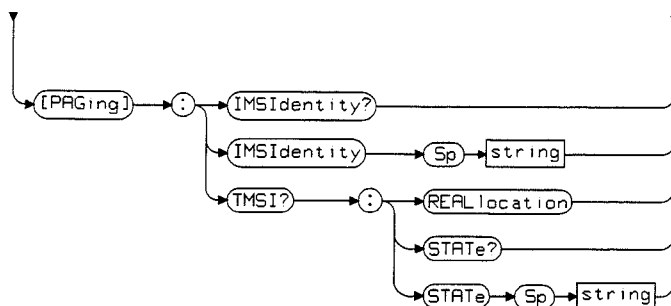 [PAGing] : IMSIdentity?
IMSIdentity Sp string
TMSI? : REALlocation
STATe?
STATe Sp string